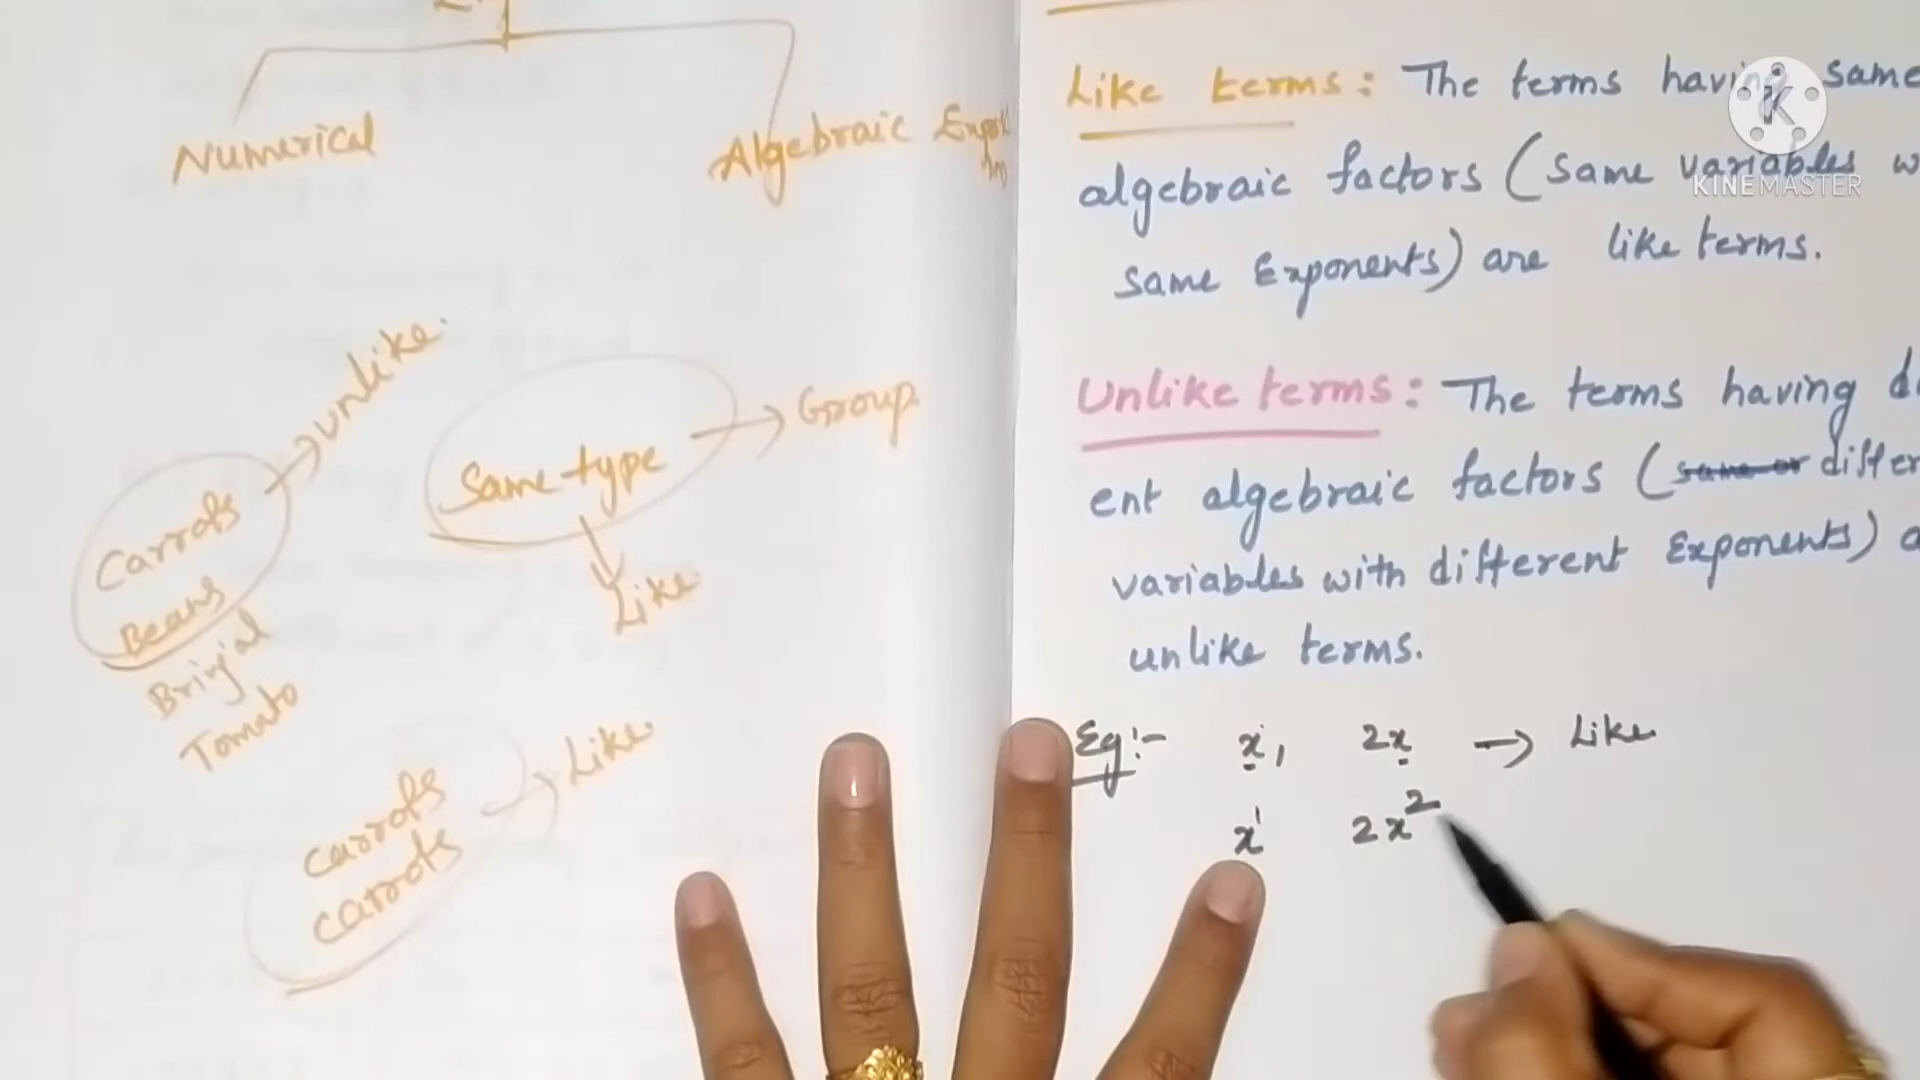 Numerical
Algebraic
unlike.
Carrots
Beans
Brinjal
Tomato
Same type
Group
Like
carrots
carrots
Like
Like terms: The terms having same
algebraic factors (same variables w
same Exponents) are like terms.
Unlike terms: The terms having d
ent algebraic factors (same or differ
variables with different Exponents) a
unlike terms.
Eg:- x, 2x → Like
x¹ 2x²
K
KINEMASTER